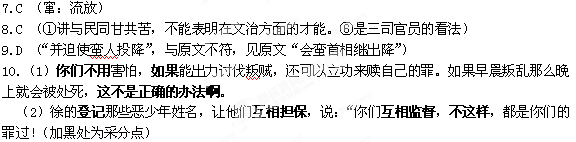 7.C （窜：流放）
8.C （①讲与民同甘共苦，不能表明在文治方面的才能。⑥是三司官员的看法）
9.D （“并迫使蛮人投降”，与原文不符，见原文“会蛮首相继出降”）
10.（1）你们不用害怕，如果能出力讨伐叛贼，还可以立功来赎自己的罪。如果早晨叛乱那么晚
上就会被处死，这不是正确的办法啊。
（2）徐的登记那些恶少年姓名，让他们互相担保，说：“你们互相监督，不这样，都是你们的
罪过!（加黑处为采分点）